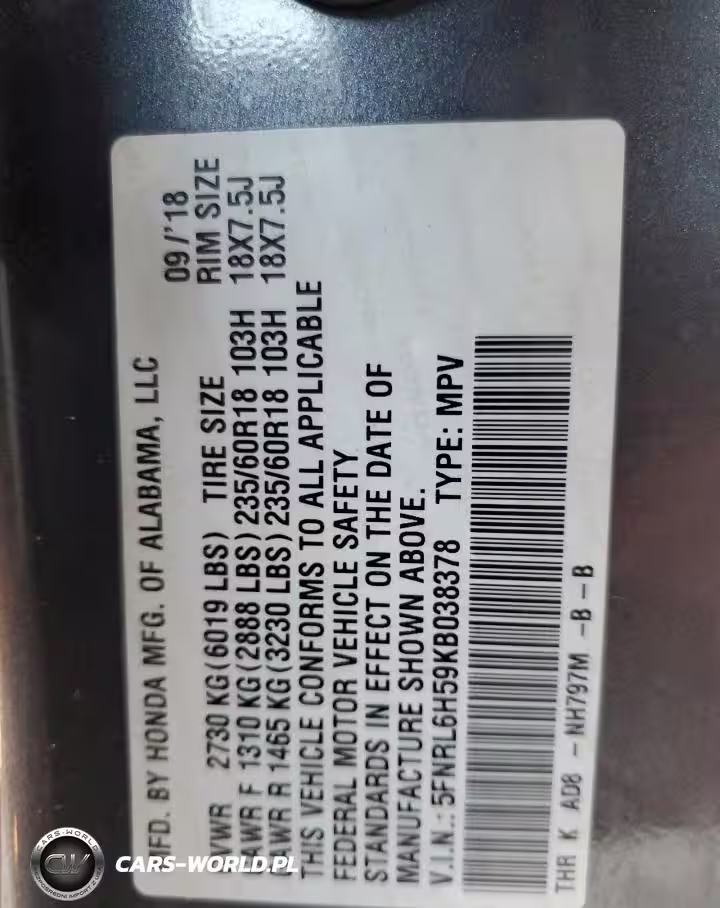 MFD. BY HONDA MFG. OF ALABAMA, LLC 09/'18
GVWR 2730 KG(6019 LBS) TIRE SIZE RIM SIZE
GAWR F 1310 KG(2888 LBS)235/60R18 103H 18X7.5J
GAWR R 1465 KG(3230 LBS)235/60R18 103H 18X7.5J
THIS VEHICLE CONFORMS TO ALL APPLICABLE
FEDERAL MOTOR VEHICLE SAFETY
STANDARDS IN EFFECT ON THE DATE OF
MANUFACTURE SHOWN ABOVE.
V.I.N.: 5FNRL6H59KB038378 TYPE: MPV
THR K AD8 -NH797M -B-B
CARS-WORLD
CW
CARS-WORLD.PL